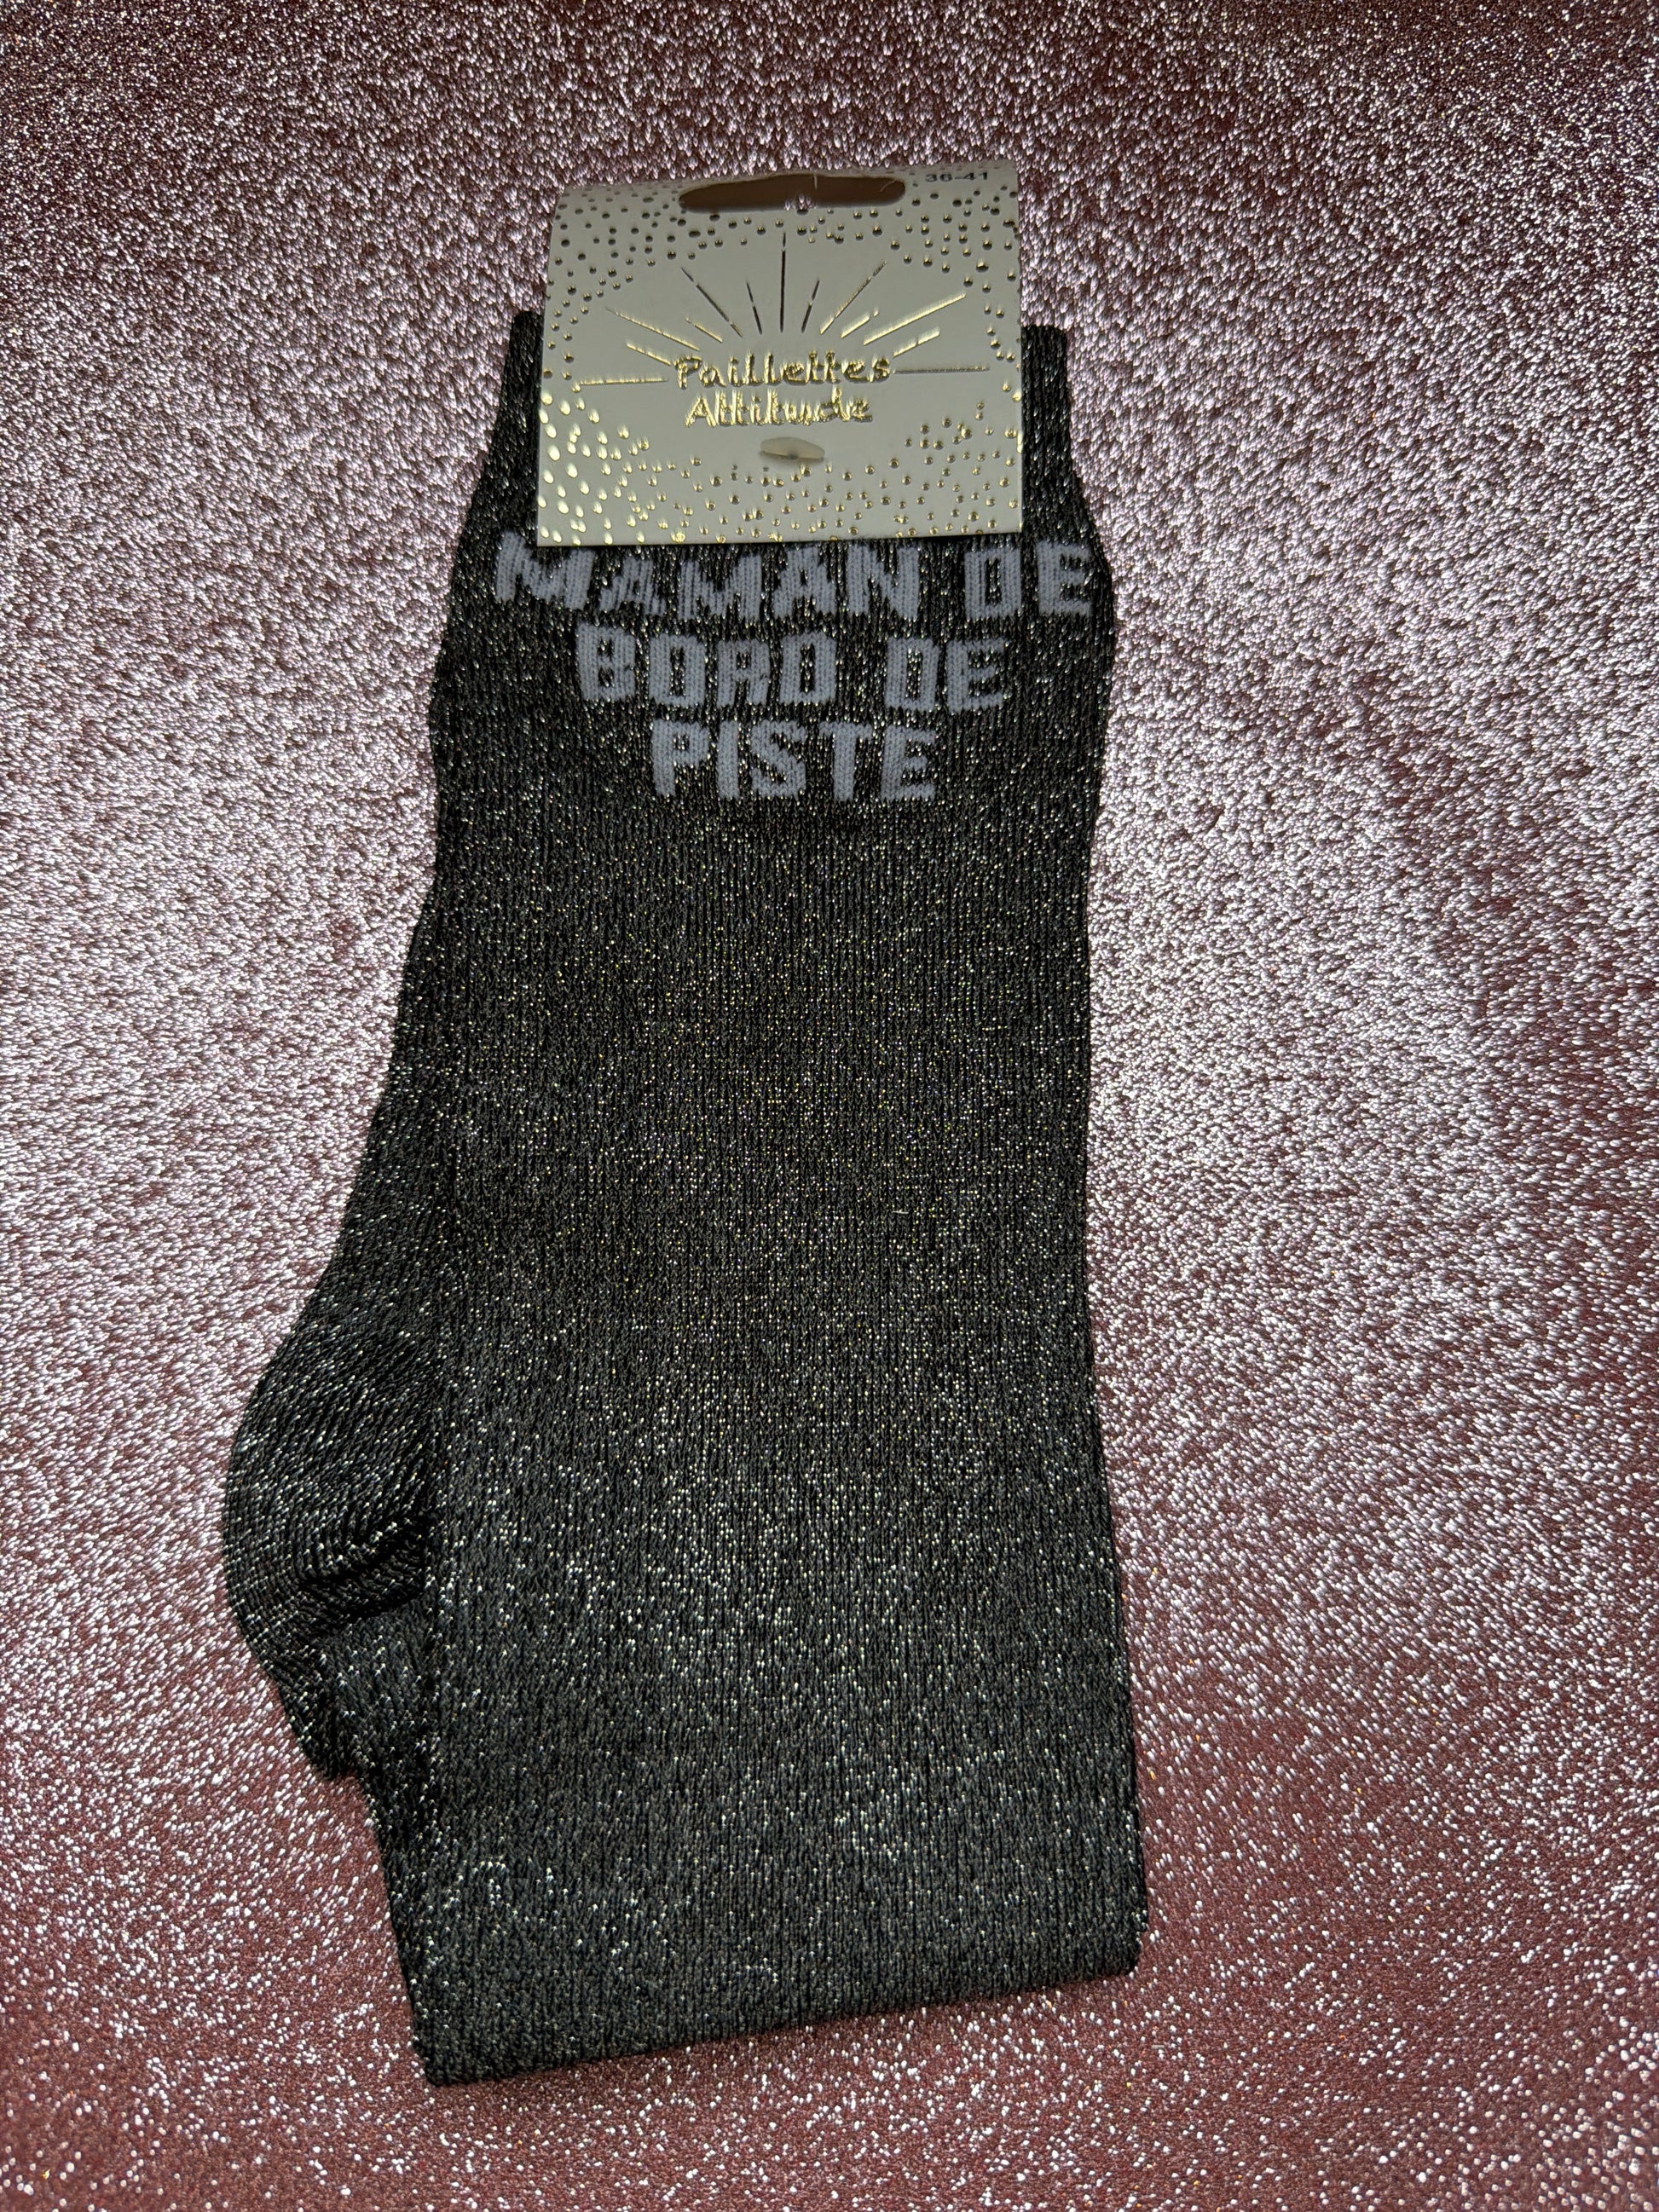 36-41
Paillettes
Attitude
MAMAN DE
BORD DE
PISTE